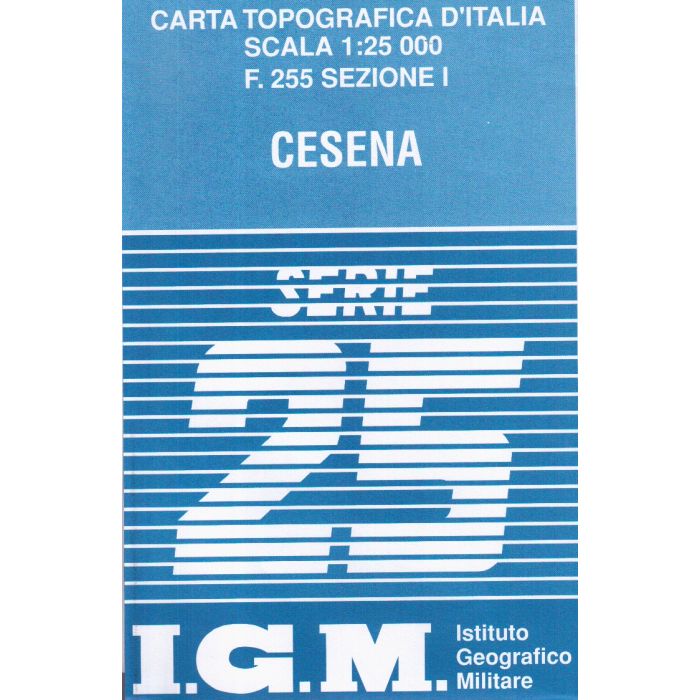 CARTA TOPOGRAFICA D'ITALIA
SCALA 1:25 000
F. 255 SEZIONE I
CESENA
SERIE
25
I.G.M.
Istituto
Geografico
Militare